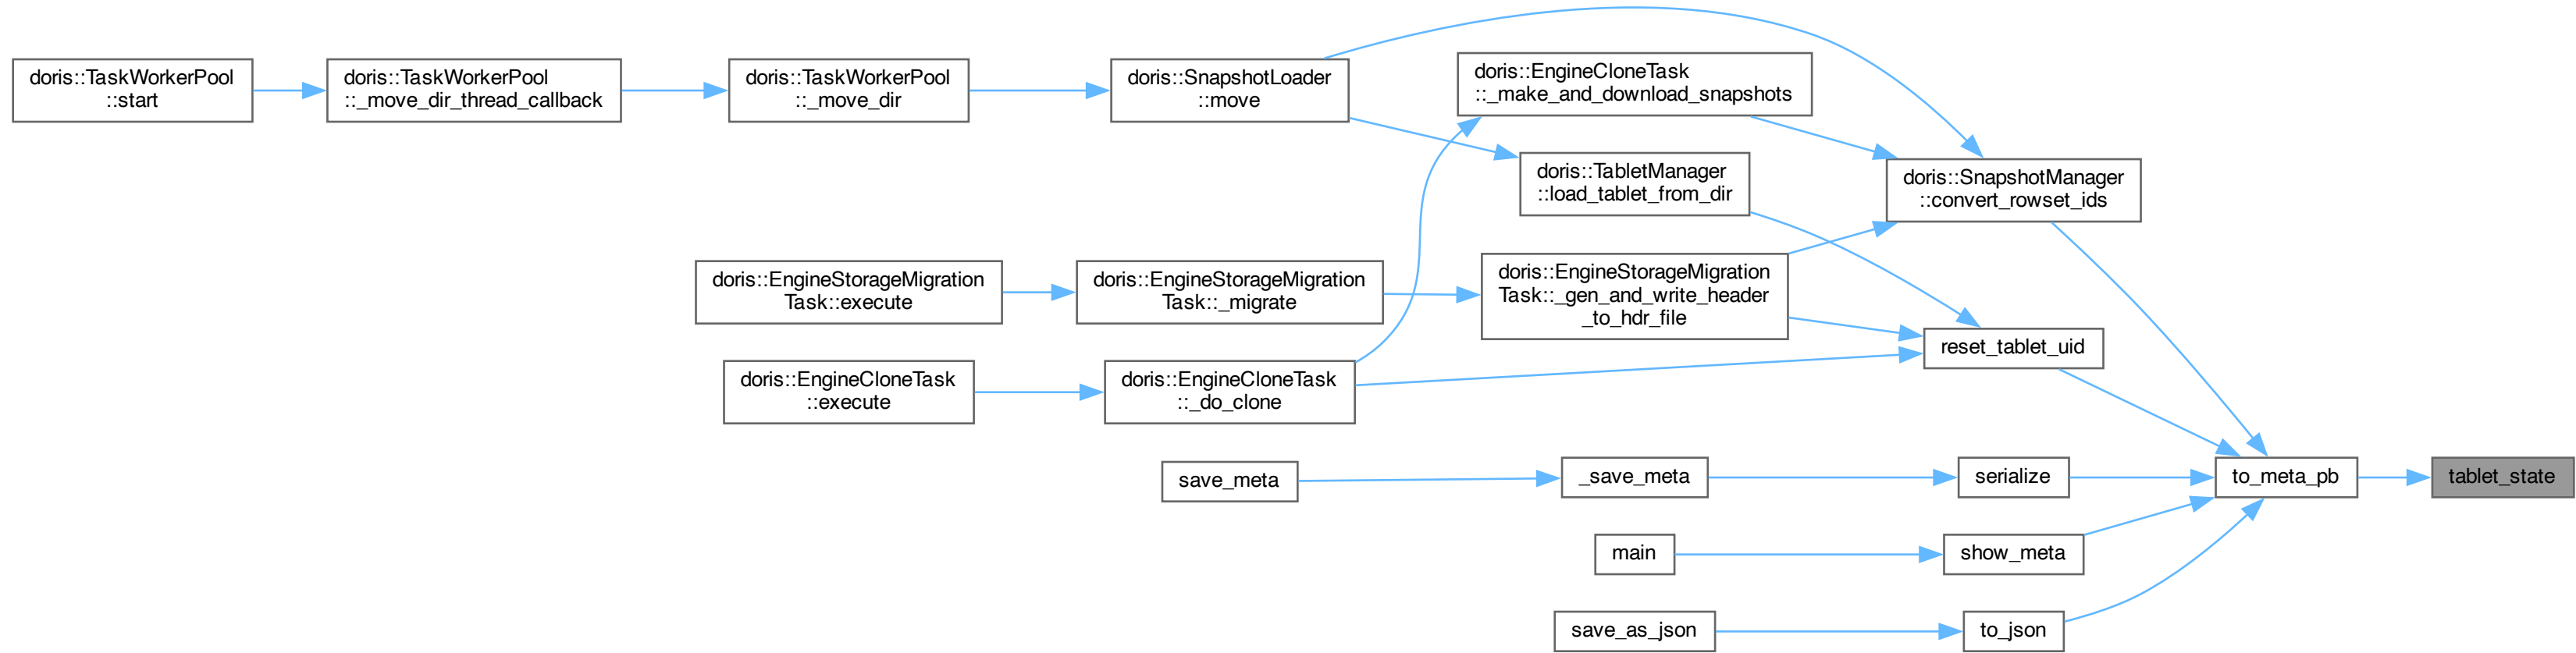 doris::TaskWorkerPool
::start
doris::TaskWorkerPool
::_move_dir_thread_callback
doris::TaskWorkerPool
::_move_dir
doris::SnapshotLoader
::move
doris::EngineCloneTask
::_make_and_download_snapshots
doris::TabletManager
::load_tablet_from_dir
doris::SnapshotManager
::convert_rowset_ids
doris::EngineStorageMigration
Task::execute
doris::EngineStorageMigration
Task::_migrate
doris::EngineStorageMigration
Task::_gen_and_write_header
_to_hdr_file
reset_tablet_uid
doris::EngineCloneTask
::execute
doris::EngineCloneTask
::_do_clone
save_meta
_save_meta
serialize
to_meta_pb
tablet_state
main
show_meta
save_as_json
to_json